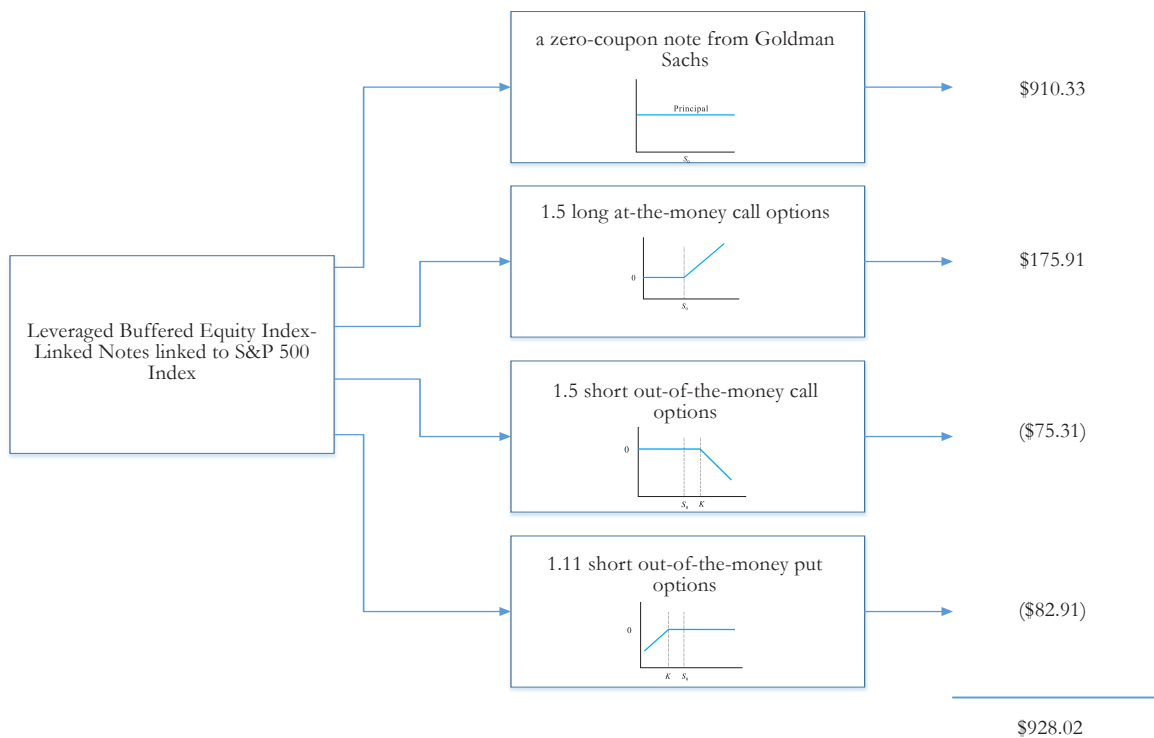 a zero-coupon note from Goldman
Sachs
Principal
S₀
$910.33
1.5 long at-the-money call options
0
S₀
$175.91
Leveraged Buffered Equity Index-
Linked Notes linked to S&P 500
Index
1.5 short out-of-the-money call
options
0
S₀ K
($75.31)
1.11 short out-of-the-money put
options
0
K S₀
($82.91)
$928.02